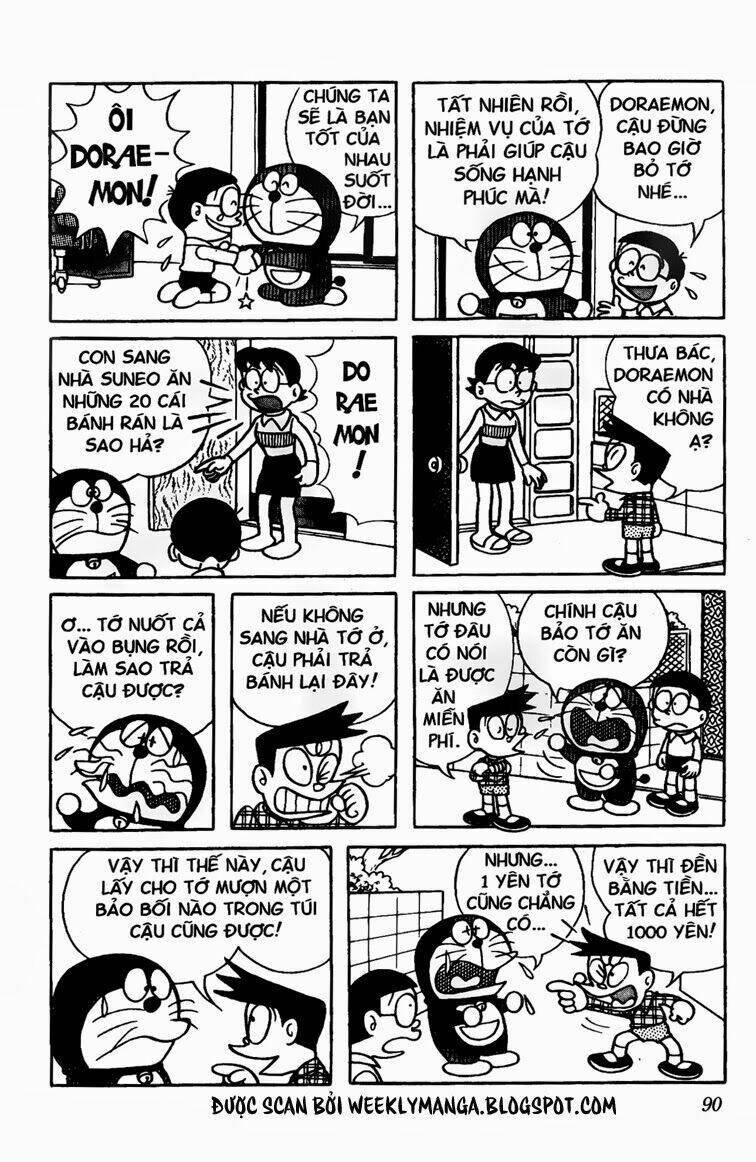 DORAEMON,
CẬU ĐỪNG
BAO GIỜ
BỎ TỚ
NHÉ...
TẤT NHIÊN RỒI,
NHIỆM VỤ CỦA TỚ
LÀ PHẢI GIÚP CẬU
SỐNG HẠNH
PHÚC MÀ!
CHÚNG TA
SẼ LÀ BẠN
TỐT CỦA
NHAU
SUỐT
ĐỜI...
ÔI
DORAE-
MON!
THƯA BÁC,
DORAEMON
CÓ NHÀ
KHÔNG
Ạ?
DO
RAE
MON
!
CON SANG
NHÀ SUNEO ĂN
NHỮNG 20 CÁI
BÁNH RÁN LÀ
SAO HẢ?
CHÍNH CẬU
BẢO TỚ ĂN
CÒN GÌ?
NHƯNG
TỚ ĐÂU
CÓ NÓI
LÀ ĐƯỢC
ĂN
MIỄN
PHÍ.
NẾU KHÔNG
SANG NHÀ TỚ Ở,
CẬU PHẢI TRẢ
BÁNH LẠI ĐÂY!
Ơ... TỚ NUỐT CẢ
VÀO BỤNG RỒI,
LÀM SAO TRẢ
CẬU ĐƯỢC?
VẬY THÌ ĐỀN
BẰNG TIỀN...
TẤT CẢ HẾT
1000 YÊN!
NHƯNG...
1 YÊN TỚ
CŨNG CHẲNG
CÓ...
VẬY THÌ THẾ NÀY, CẬU
LẤY CHO TỚ MƯỢN MỘT
BẢO BỐI NÀO TRONG TÚI
CẬU CŨNG ĐƯỢC!
ĐƯỢC SCAN BỞI WEEKLYMANGA.BLOGSPOT.COM
90